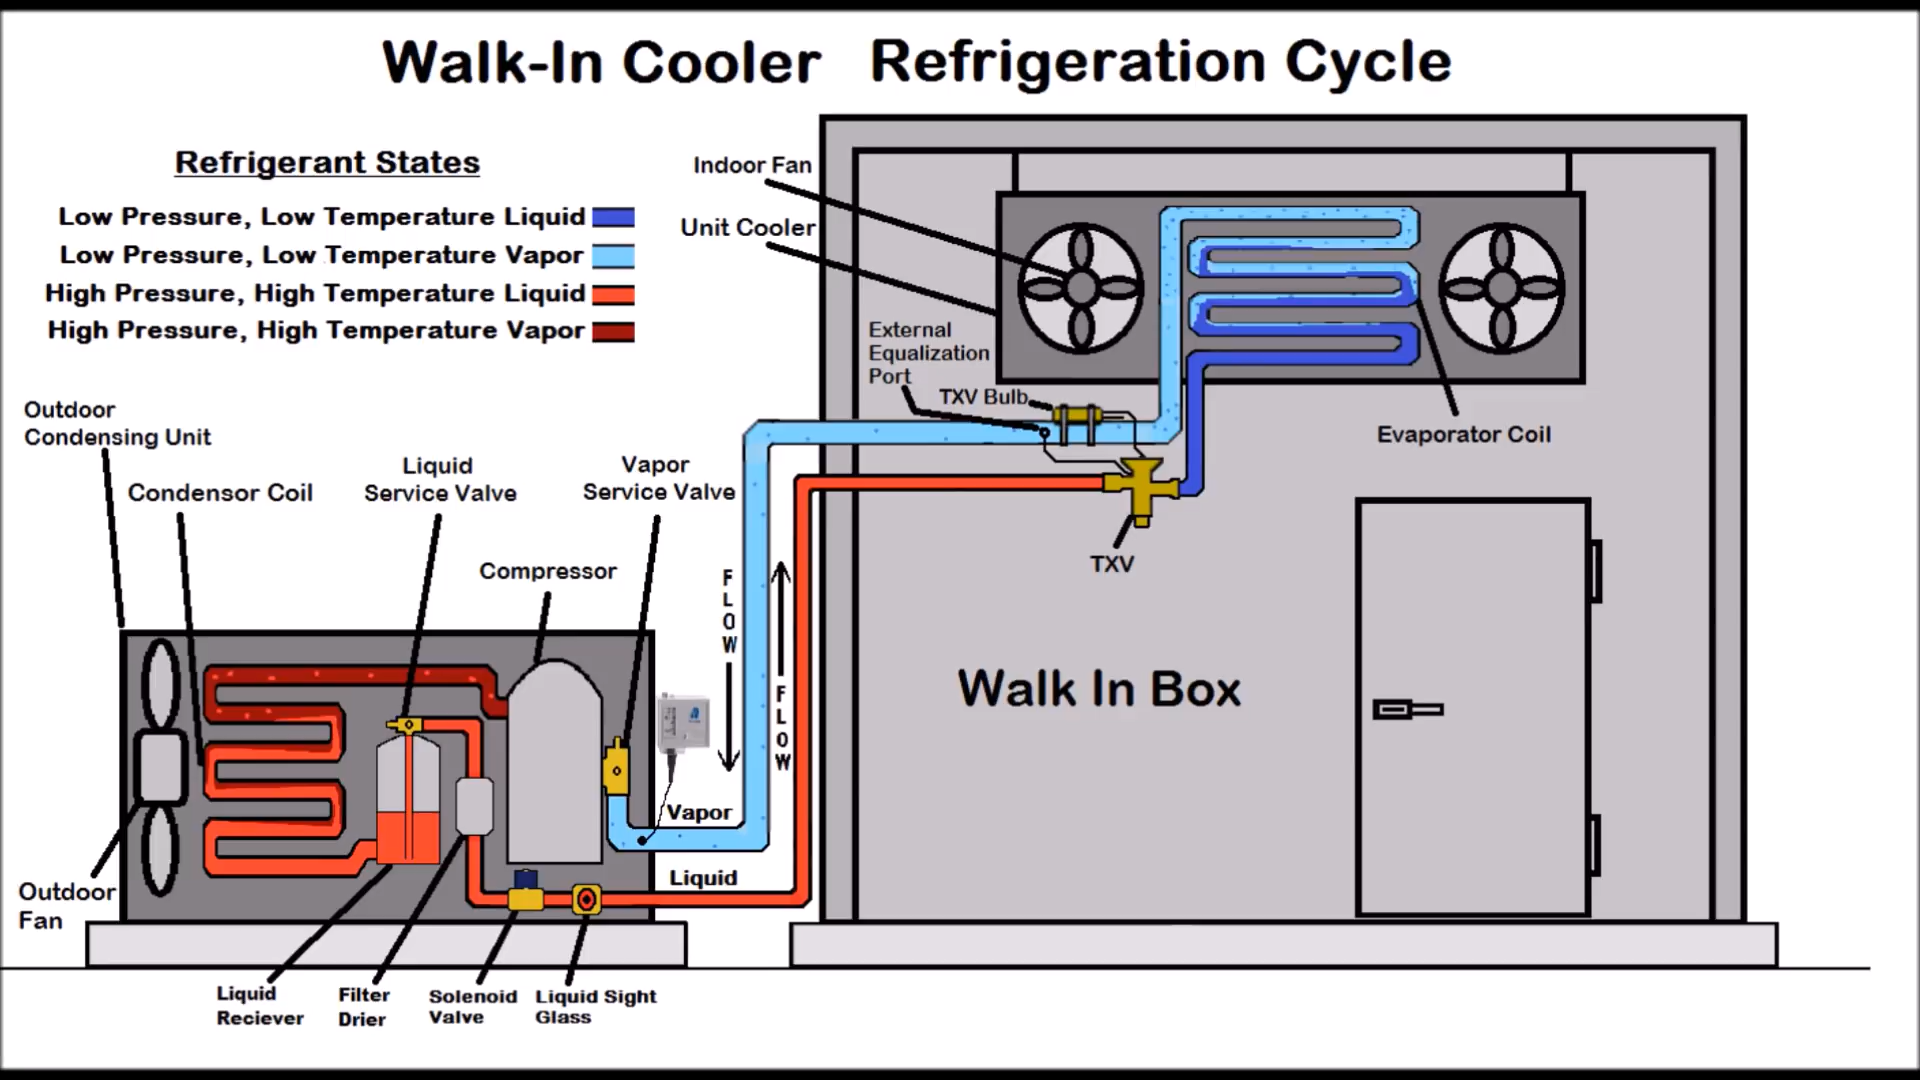 Walk-In Cooler Refrigeration Cycle
Refrigerant States
Low Pressure, Low Temperature Liquid
Low Pressure, Low Temperature Vapor
High Pressure, High Temperature Liquid
High Pressure, High Temperature Vapor
Indoor Fan
Unit Cooler
External
Equalization
Port
TXV Bulb
Evaporator Coil
TXV
Outdoor
Condensing Unit
Condensor Coil
Liquid
Service Valve
Vapor
Service Valve
Compressor
FLOW
FLOW
Walk In Box
Vapor
Liquid
Outdoor
Fan
Liquid
Reciever
Filter
Drier
Solenoid
Valve
Liquid Sight
Glass